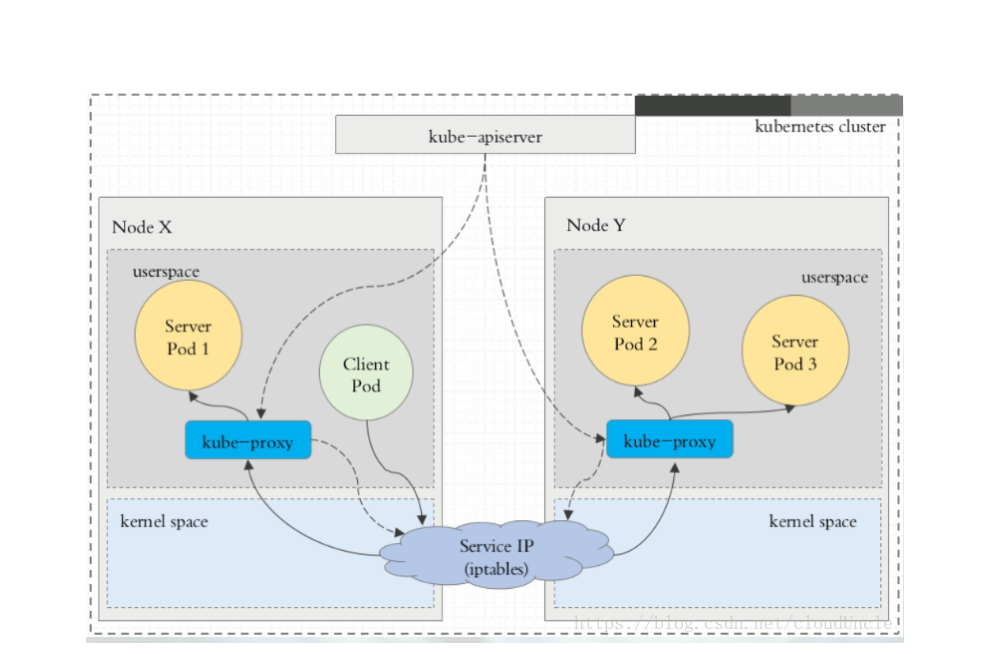 kube-apiserver
kubernetes cluster
Node X
userspace
Server
Pod 1
Client
Pod
kube-proxy
kernel space
Node Y
userspace
Server
Pod 2
Server
Pod 3
kube-proxy
kernel space
Service IP
(iptables)
https://blog.csdn.net/cloudUncle